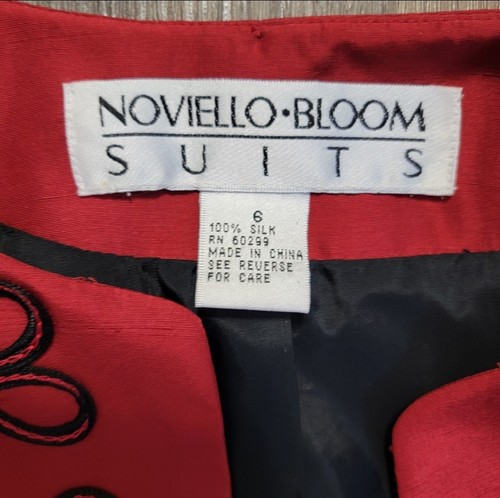 NOVIELLO•BLOOM
SUITS
6
100% SILK
RN 60299
MADE IN CHINA
SEE REVERSE
FOR CARE